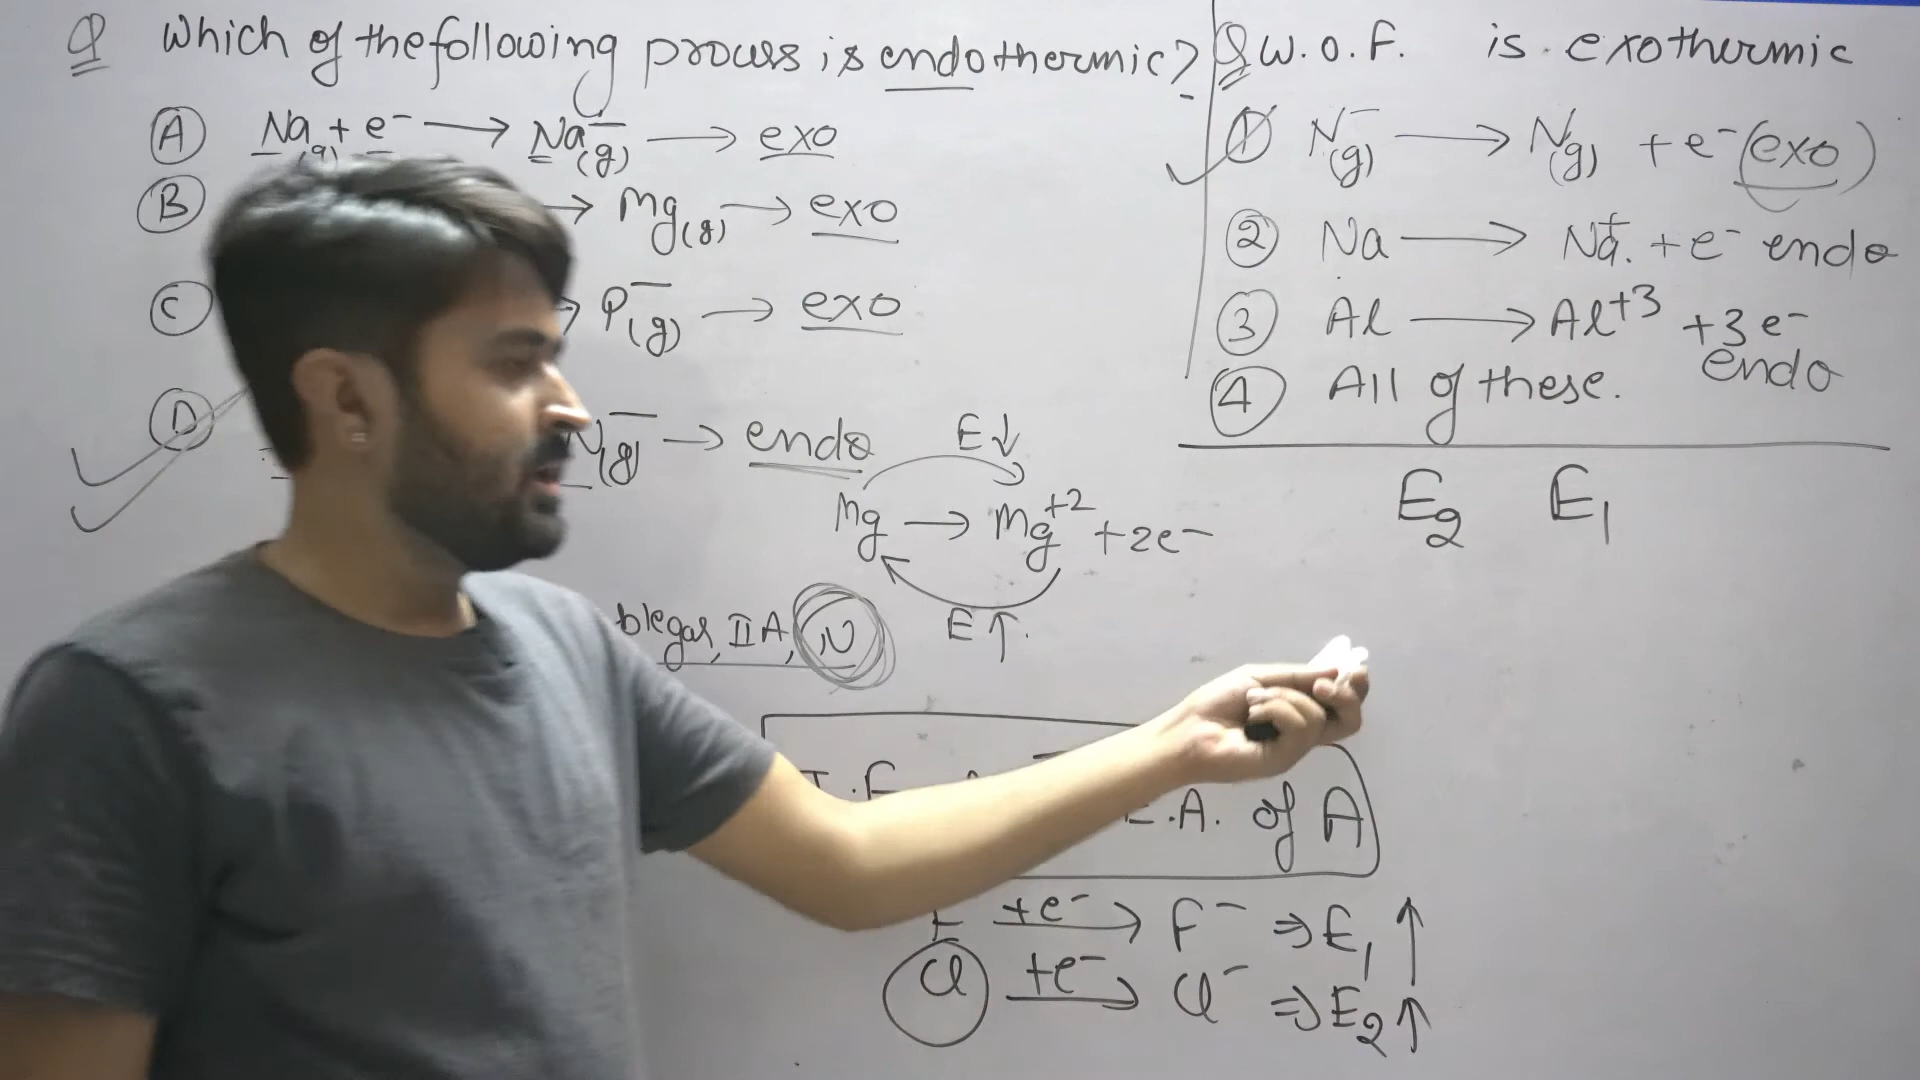 Q Which of the following process is endothermic?
A Na(g) + e⁻ → Na⁻(g) → exo
B → Mg(g) → exo
C → P⁻(g) → exo
D N⁻(g) → endo
E↓
Mg → Mg+2 + 2e⁻
E↑.
ble gas, IIA, N
E.A. of A
F +e⁻ → F⁻ ⇒ E1 ↑
Cl +e⁻ → Cl⁻ ⇒ E2 ↑
Q W.O.F. is exothermic
1 N⁻(g) → N(g) + e⁻ (exo)
2 Na → Na+ + e⁻ endo
3 Al → Al+3 + 3e⁻
endo
4 All of these.
E2 E1